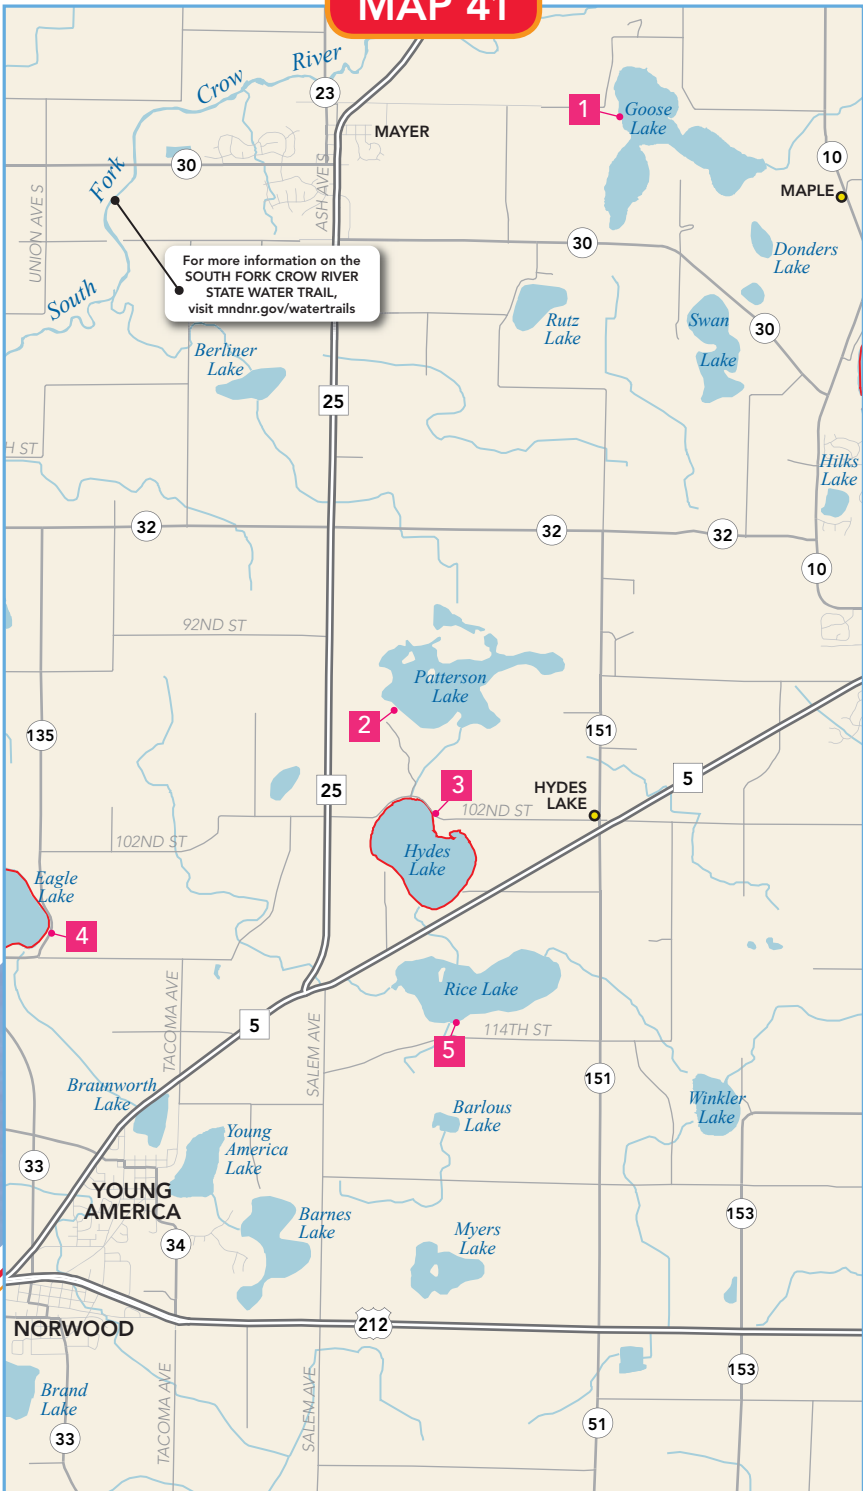 MAP 41
River
Crow
23
1
Goose
Lake
MAYER
10
30
Fork
MAPLE
UNION AVE S
ASH AVE S
30
Donders
Lake
For more information on the
SOUTH FORK CROW RIVER
STATE WATER TRAIL,
visit mndnr.gov/watertrails
South
Rutz
Lake
Swan
Lake
30
Berliner
Lake
25
H ST
Hilks
Lake
32
32
32
10
92ND ST
Patterson
Lake
2
135
151
25
3
HYDES
LAKE
5
102ND ST
102ND ST
Hydes
Lake
Eagle
Lake
4
Rice Lake
TACOMA AVE
5
SALEM AVE
114TH ST
5
151
Braunworth
Lake
Winkler
Lake
Barlous
Lake
Young
America
Lake
33
YOUNG
AMERICA
Barnes
Lake
153
34
Myers
Lake
NORWOOD
212
TACOMA AVE
SALEM AVE
153
Brand
Lake
33
51